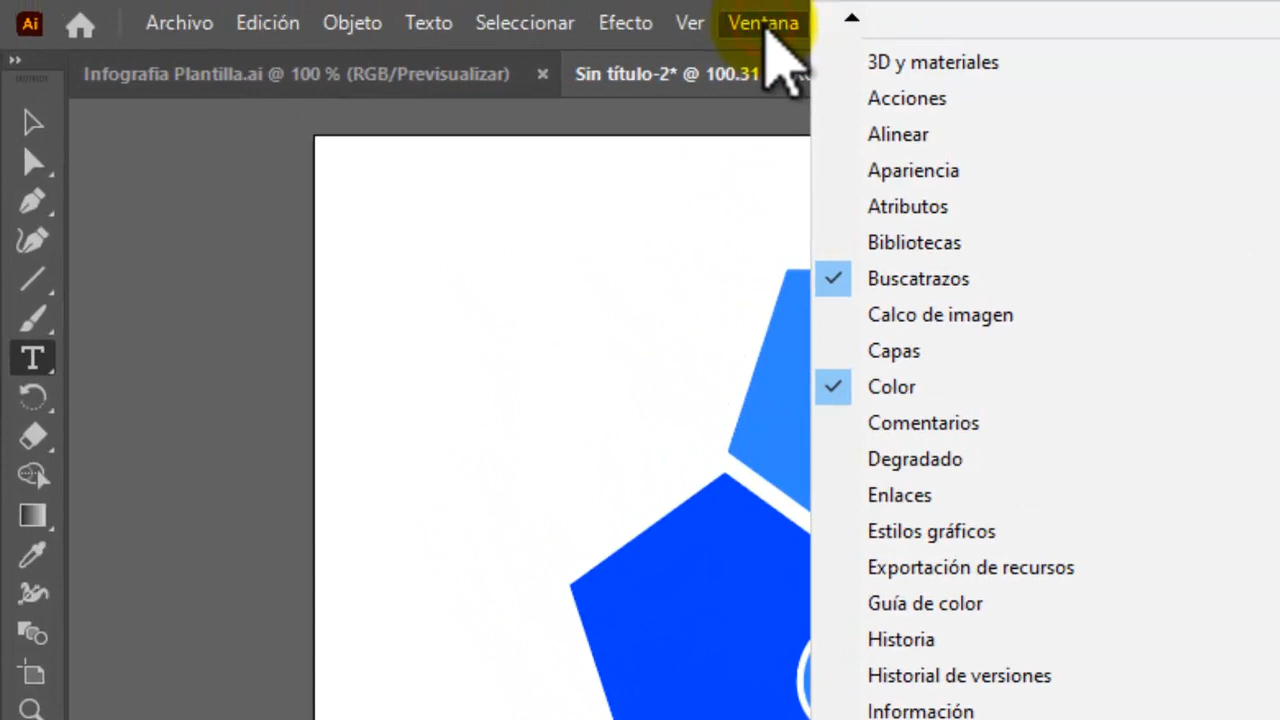 Ai Archivo Edición Objeto Texto Seleccionar Efecto Ver Ventana
Infografia Plantilla.ai @ 100 % (RGB/Previsualizar) × Sin título-2* @ 100.31
3D y materiales
Acciones
Alinear
Apariencia
Atributos
Bibliotecas
Buscatrazos
Calco de imagen
Capas
Color
Comentarios
Degradado
Enlaces
Estilos gráficos
Exportación de recursos
Guía de color
Historia
Historial de versiones
Información